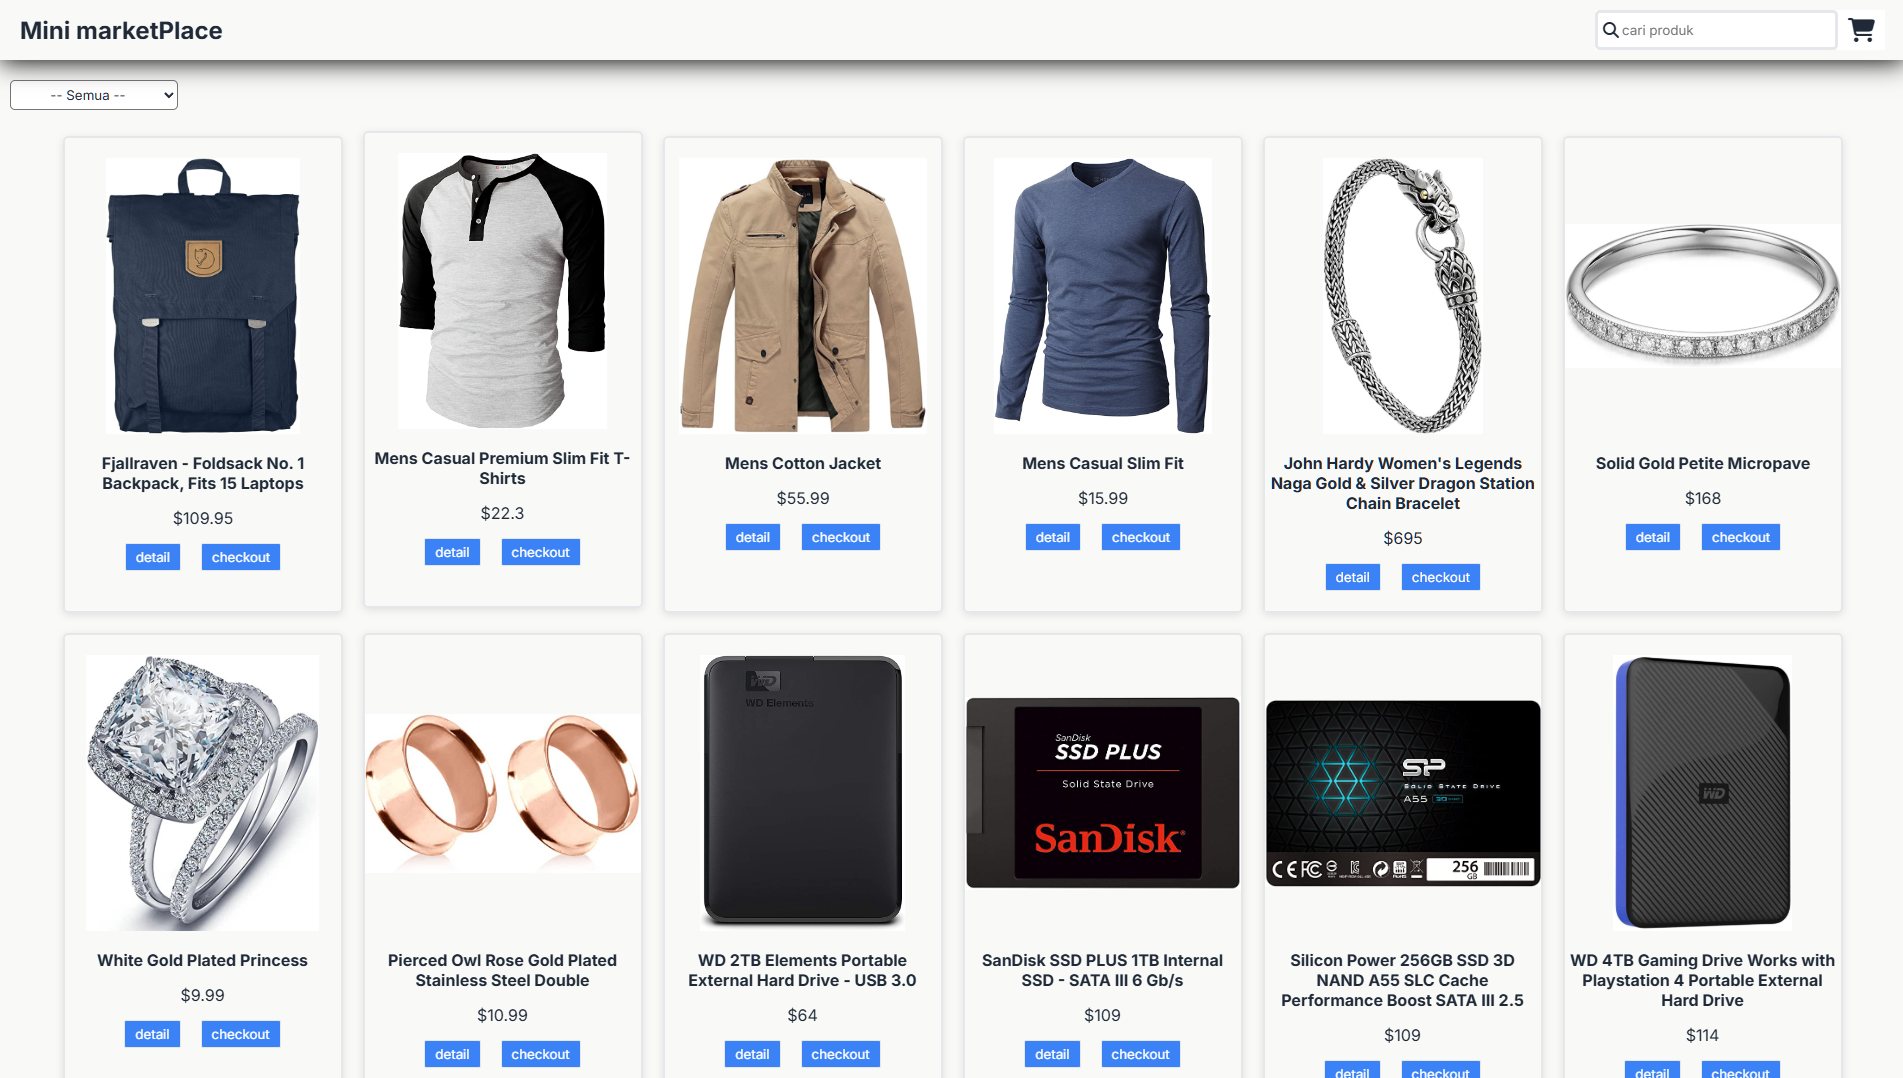 Mini marketPlace
cari produk
-- Semua --
Fjallraven - Foldsack No. 1
Backpack, Fits 15 Laptops
$109.95
detail checkout
Mens Casual Premium Slim Fit T-
Shirts
$22.3
detail checkout
Mens Cotton Jacket
$55.99
detail checkout
Mens Casual Slim Fit
$15.99
detail checkout
John Hardy Women's Legends
Naga Gold & Silver Dragon Station
Chain Bracelet
$695
detail checkout
Solid Gold Petite Micropave
$168
detail checkout
White Gold Plated Princess
$9.99
detail checkout
Pierced Owl Rose Gold Plated
Stainless Steel Double
$10.99
detail checkout
WD
WD Elements
WD 2TB Elements Portable
External Hard Drive - USB 3.0
$64
detail checkout
SanDisk
SSD PLUS
Solid State Drive
SanDisk
SanDisk SSD PLUS 1TB Internal
SSD - SATA III 6 Gb/s
$109
detail checkout
SP
SOLID STATE DRIVE
A55
256
GB
Silicon Power 256GB SSD 3D
NAND A55 SLC Cache
Performance Boost SATA III 2.5
$109
detail checkout
WD
WD 4TB Gaming Drive Works with
Playstation 4 Portable External
Hard Drive
$114
detail checkout